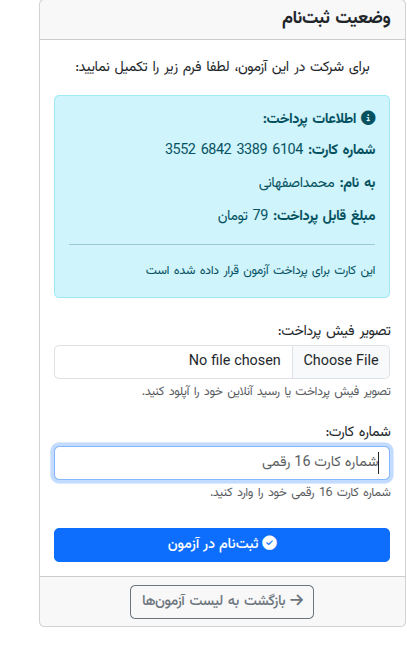 وضعیت ثبت‌نام
برای شرکت در این آزمون، لطفا فرم زیر را تکمیل نمایید:
اطلاعات پرداخت:
شماره کارت: 6104 3389 6842 3552
به نام: محمداصفهانی
مبلغ قابل پرداخت: 79 تومان
این کارت برای پرداخت آزمون قرار داده شده است
تصویر فیش پرداخت:
Choose File No file chosen
تصویر فیش پرداخت یا رسید آنلاین خود را آپلود کنید.
شماره کارت:
شماره کارت 16 رقمی
شماره کارت 16 رقمی خود را وارد کنید.
ثبت‌نام در آزمون
بازگشت به لیست آزمون‌ها